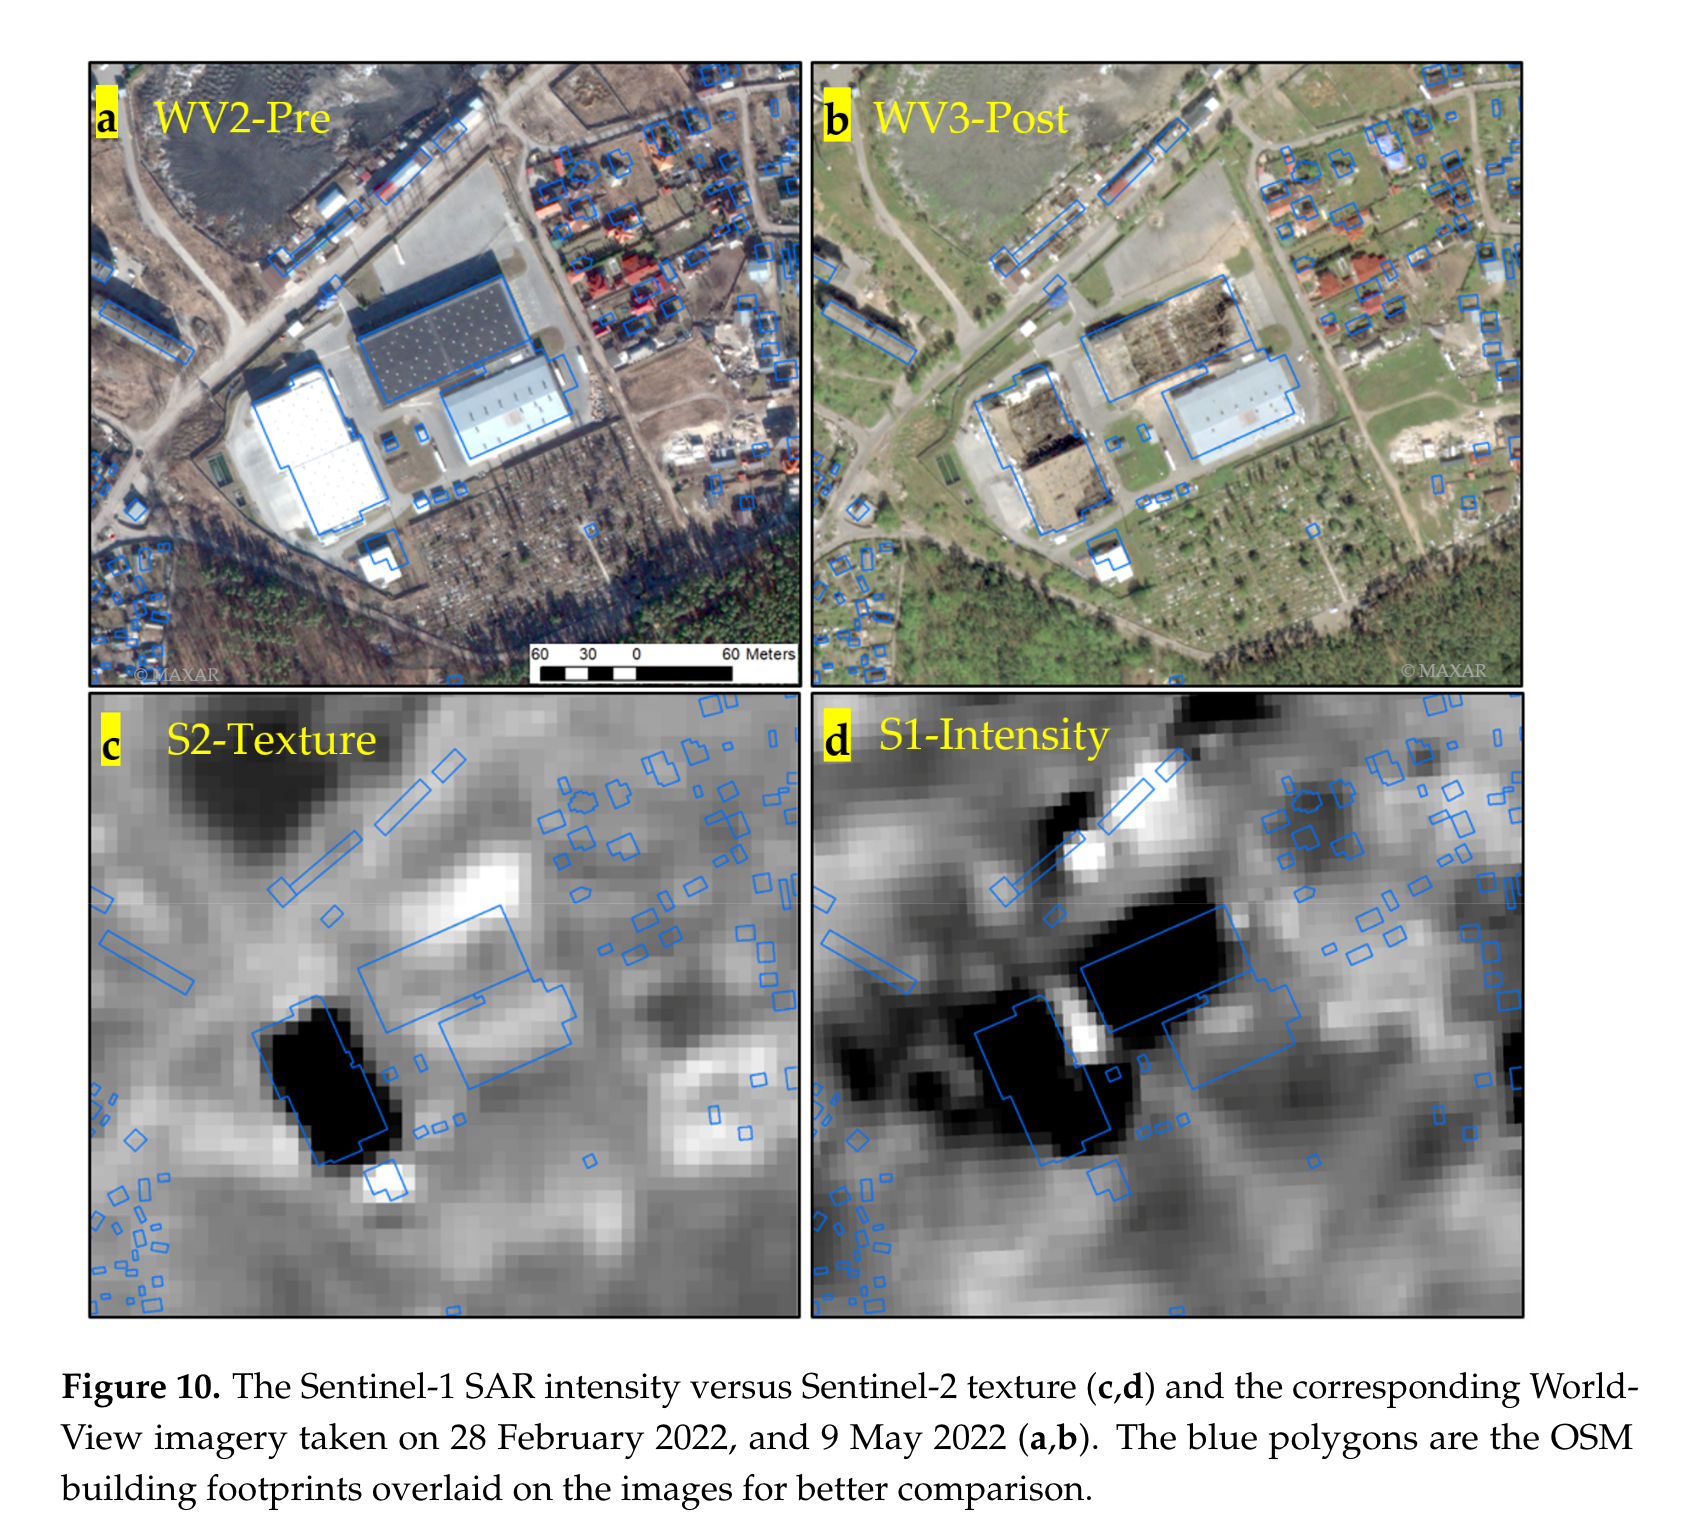 a WV2-Pre
b WV3-Post
60 30 0 60 Meters
© MAXAR
© MAXAR
c S2-Texture
d S1-Intensity
Figure 10. The Sentinel-1 SAR intensity versus Sentinel-2 texture (c,d) and the corresponding World-
View imagery taken on 28 February 2022, and 9 May 2022 (a,b). The blue polygons are the OSM
building footprints overlaid on the images for better comparison.